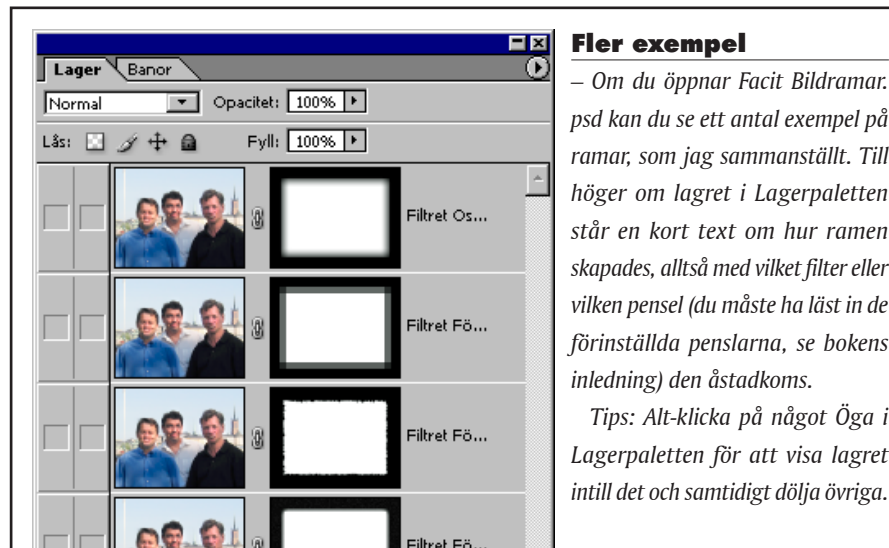 Lager Banor
Normal Opacitet: 100%
Lås: Fyll: 100%
Filtret Os...
Filtret Fö...
Filtret Fö...
Filtret Fö...
Fler exempel
– Om du öppnar Facit Bildramar.
psd kan du se ett antal exempel på
ramar, som jag sammanställt. Till
höger om lagret i Lagerpaletten
står en kort text om hur ramen
skapades, alltså med vilket filter eller
vilken pensel (du måste ha läst in de
förinställda penslarna, se bokens
inledning) den åstadkoms.
Tips: Alt-klicka på något Öga i
Lagerpaletten för att visa lagret
intill det och samtidigt dölja övriga.